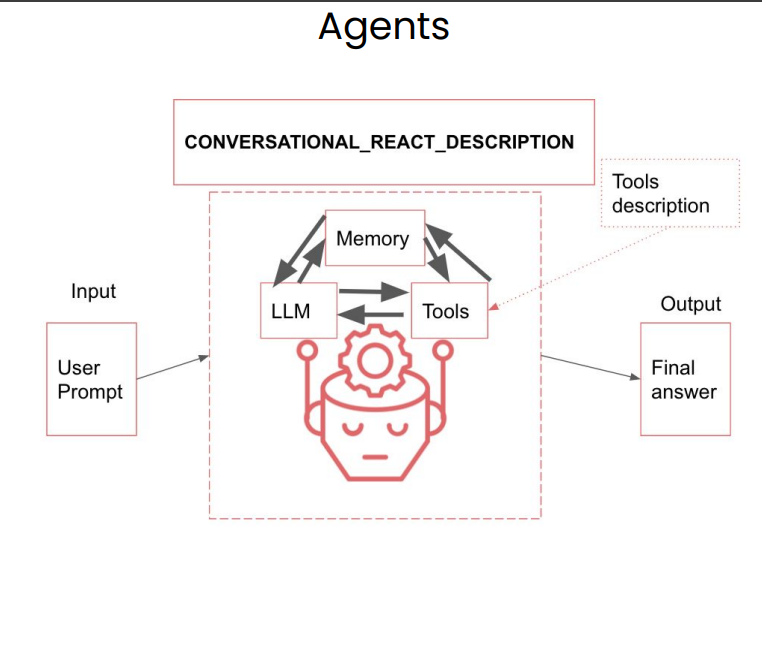 Agents
CONVERSATIONAL_REACT_DESCRIPTION
Tools
description
Memory
LLM
Tools
Input
User
Prompt
Output
Final
answer